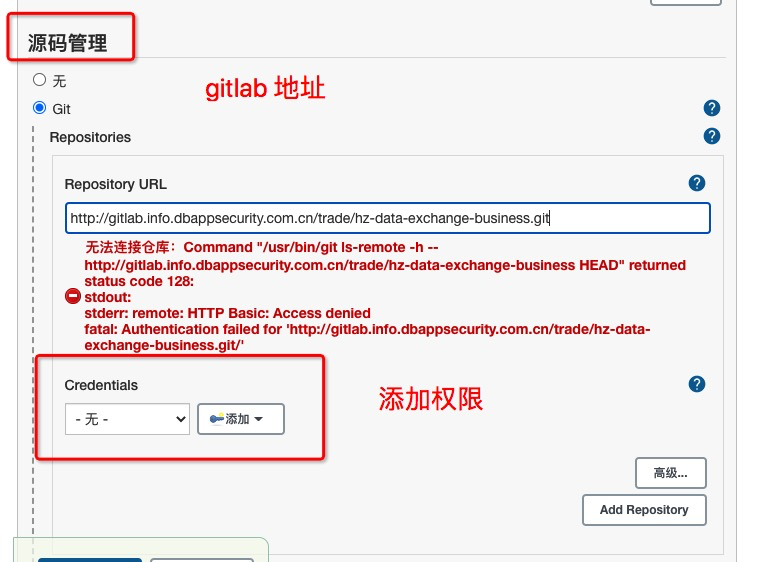 源码管理
无
gitlab 地址
Git
Repositories
Repository URL
http://gitlab.info.dbappsecurity.com.cn/trade/hz-data-exchange-business.git
无法连接仓库：Command "/usr/bin/git ls-remote -h --
http://gitlab.info.dbappsecurity.com.cn/trade/hz-data-exchange-business HEAD" returned
status code 128:
stdout:
stderr: remote: HTTP Basic: Access denied
fatal: Authentication failed for 'http://gitlab.info.dbappsecurity.com.cn/trade/hz-data-
exchange-business.git/'
Credentials
添加权限
- 无 -
添加
高级...
Add Repository